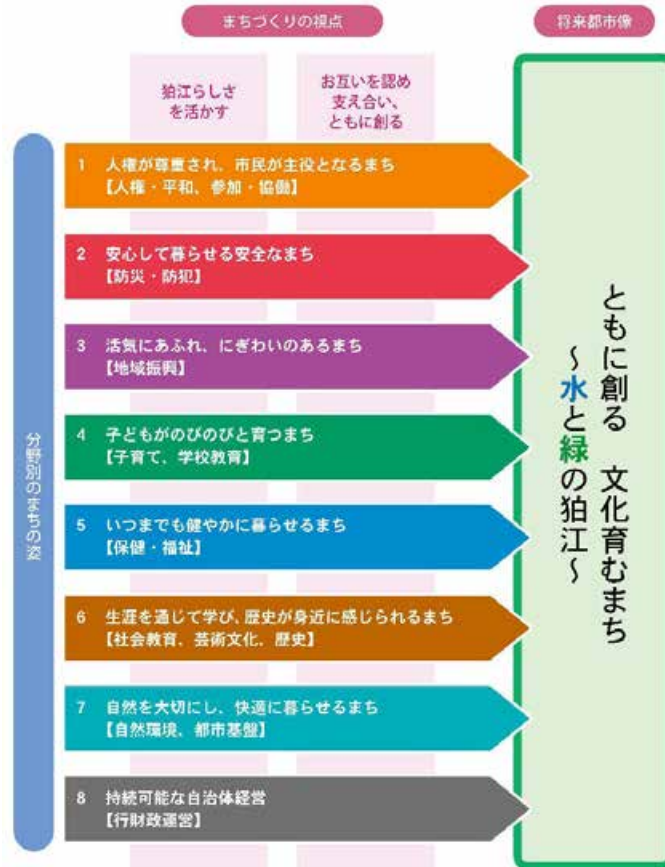 まちづくりの視点
将来都市像
狛江らしさ
を活かす
お互いを認め
支え合い、
ともに創る
分野別のまちの姿
1 人権が尊重され、市民が主役となるまち
【人権・平和、参加・協働】
2 安心して暮らせる安全なまち
【防災・防犯】
3 活気にあふれ、にぎわいのあるまち
【地域振興】
4 子どもがのびのびと育つまち
【子育て、学校教育】
5 いつまでも健やかに暮らせるまち
【保健・福祉】
6 生涯を通じて学び、歴史が身近に感じられるまち
【社会教育、芸術文化、歴史】
7 自然を大切にし、快適に暮らせるまち
【自然環境、都市基盤】
8 持続可能な自治体経営
【行財政運営】
ともに創る 文化育むまち
～水と緑の狛江～